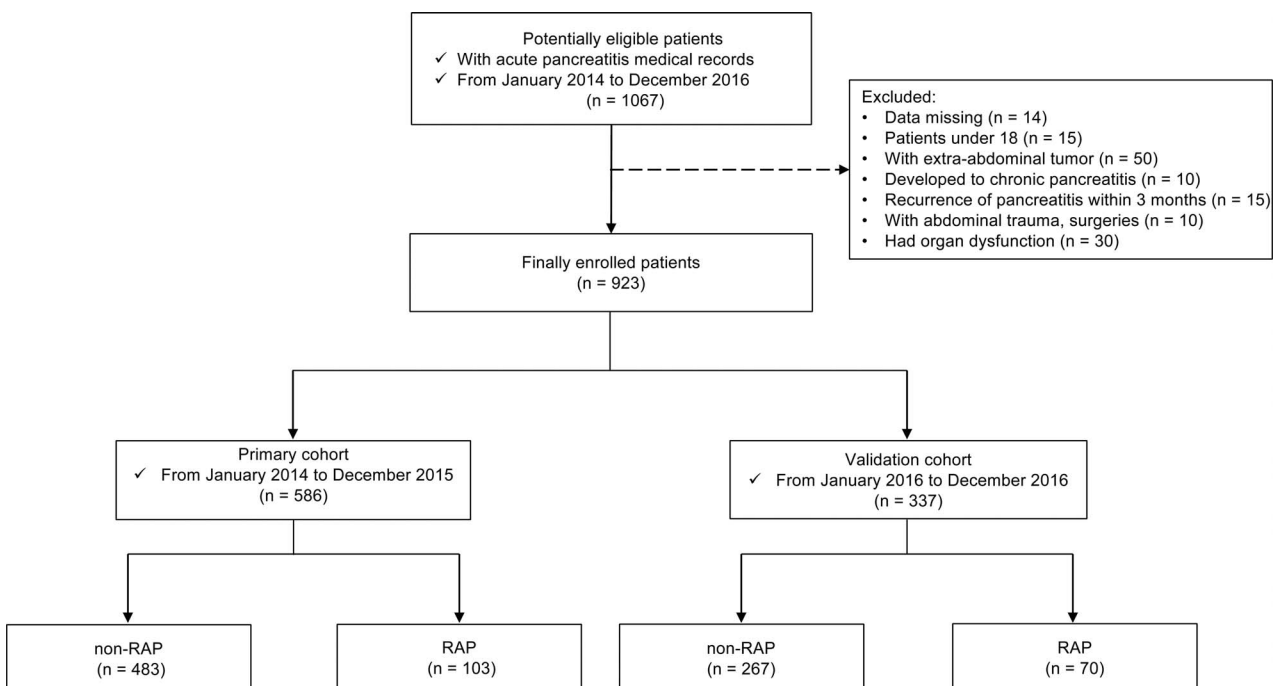 Potentially eligible patients
✓ With acute pancreatitis medical records
✓ From January 2014 to December 2016
(n = 1067)
Excluded:
• Data missing (n = 14)
• Patients under 18 (n = 15)
• With extra-abdominal tumor (n = 50)
• Developed to chronic pancreatitis (n = 10)
• Recurrence of pancreatitis within 3 months (n = 15)
• With abdominal trauma, surgeries (n = 10)
• Had organ dysfunction (n = 30)
Finally enrolled patients
(n = 923)
Primary cohort
✓ From January 2014 to December 2015
(n = 586)
Validation cohort
✓ From January 2016 to December 2016
(n = 337)
non-RAP
(n = 483)
RAP
(n = 103)
non-RAP
(n = 267)
RAP
(n = 70)